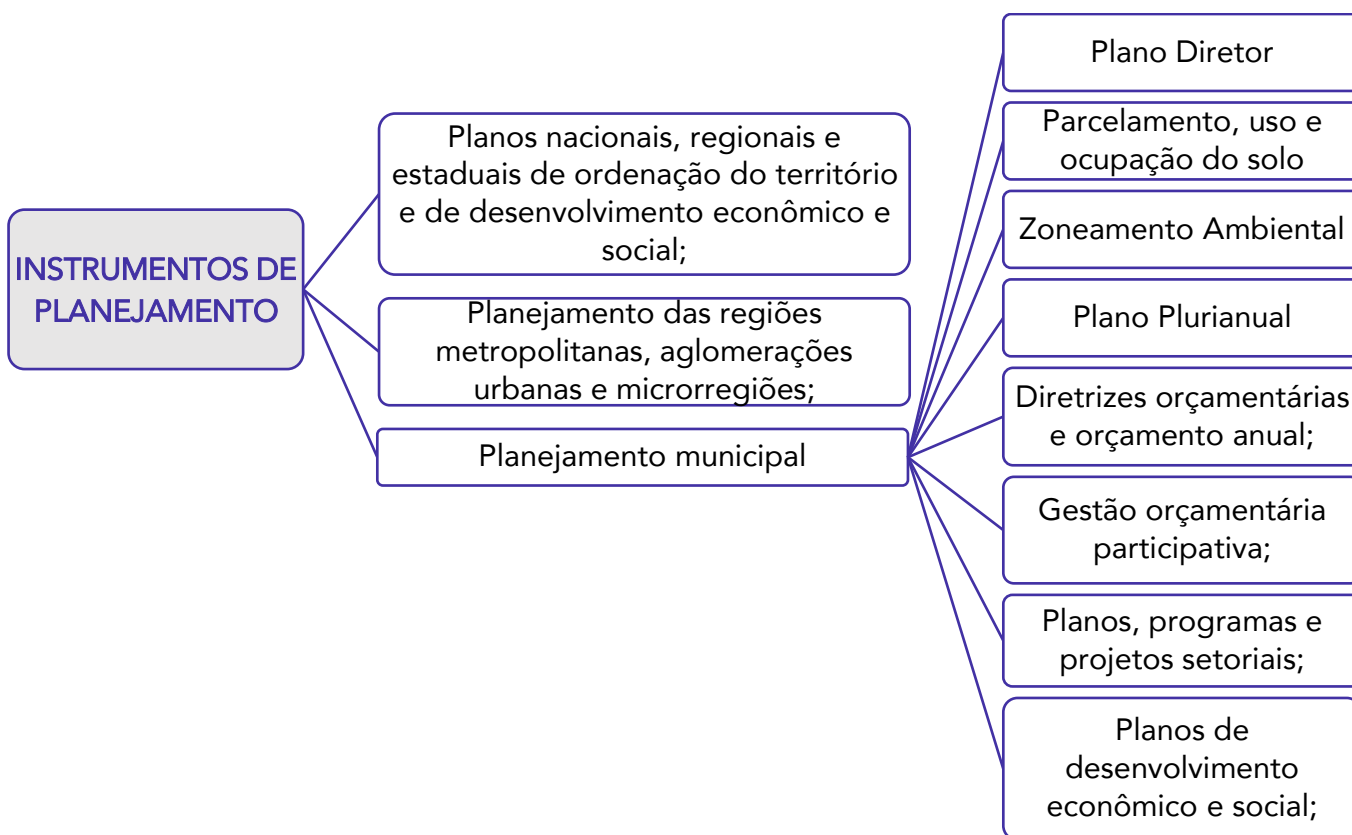 INSTRUMENTOS DE
PLANEJAMENTO
Planos nacionais, regionais e
estaduais de ordenação do território
e de desenvolvimento econômico e
social;
Planejamento das regiões
metropolitanas, aglomerações
urbanas e microrregiões;
Planejamento municipal
Plano Diretor
Parcelamento, uso e
ocupação do solo
Zoneamento Ambiental
Plano Plurianual
Diretrizes orçamentárias
e orçamento anual;
Gestão orçamentária
participativa;
Planos, programas e
projetos setoriais;
Planos de
desenvolvimento
econômico e social;